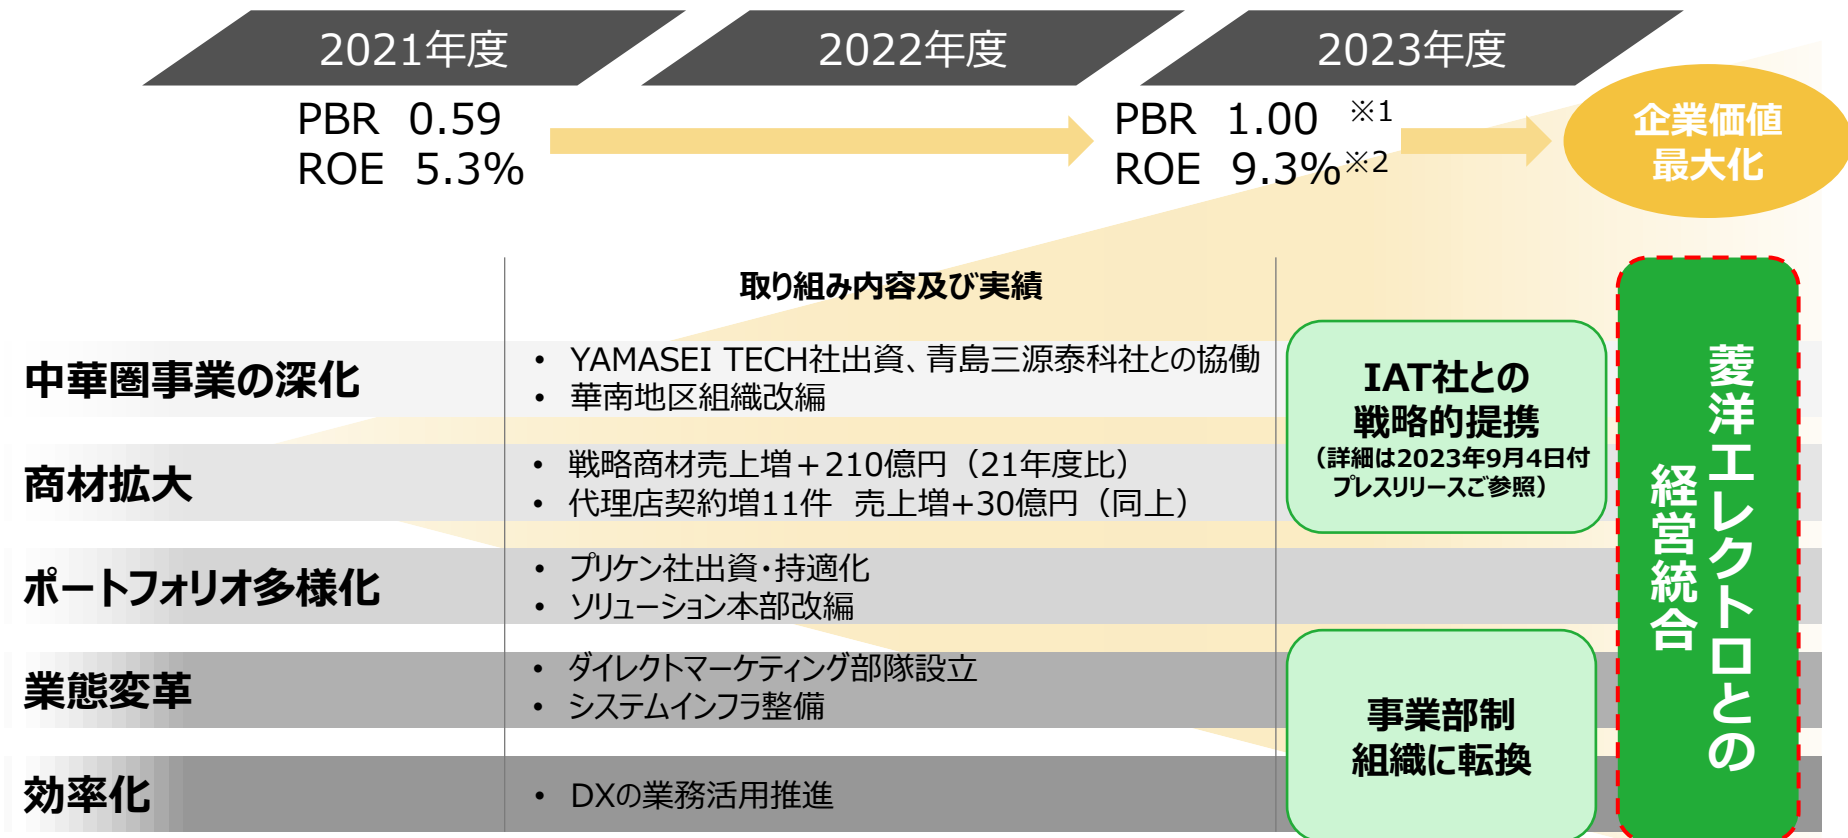 2021年度
2022年度
2023年度
PBR 0.59
ROE 5.3%
PBR 1.00 ※1
ROE 9.3%※2
企業価値
最大化
取り組み内容及び実績
中華圏事業の深化
• YAMASEI TECH社出資、青島三源泰科社との協働
• 華南地区組織改編
商材拡大
• 戦略商材売上増+210億円（21年度比）
• 代理店契約増11件 売上増+30億円（同上）
ポートフォリオ多様化
• プリケン社出資・持適化
• ソリューション本部改編
業態変革
• ダイレクトマーケティング部隊設立
• システムインフラ整備
効率化
• DXの業務活用推進
IAT社との
戦略的提携
（詳細は2023年9月4日付
プレスリリースご参照）
事業部制
組織に転換
菱洋エレクトロとの
経営統合